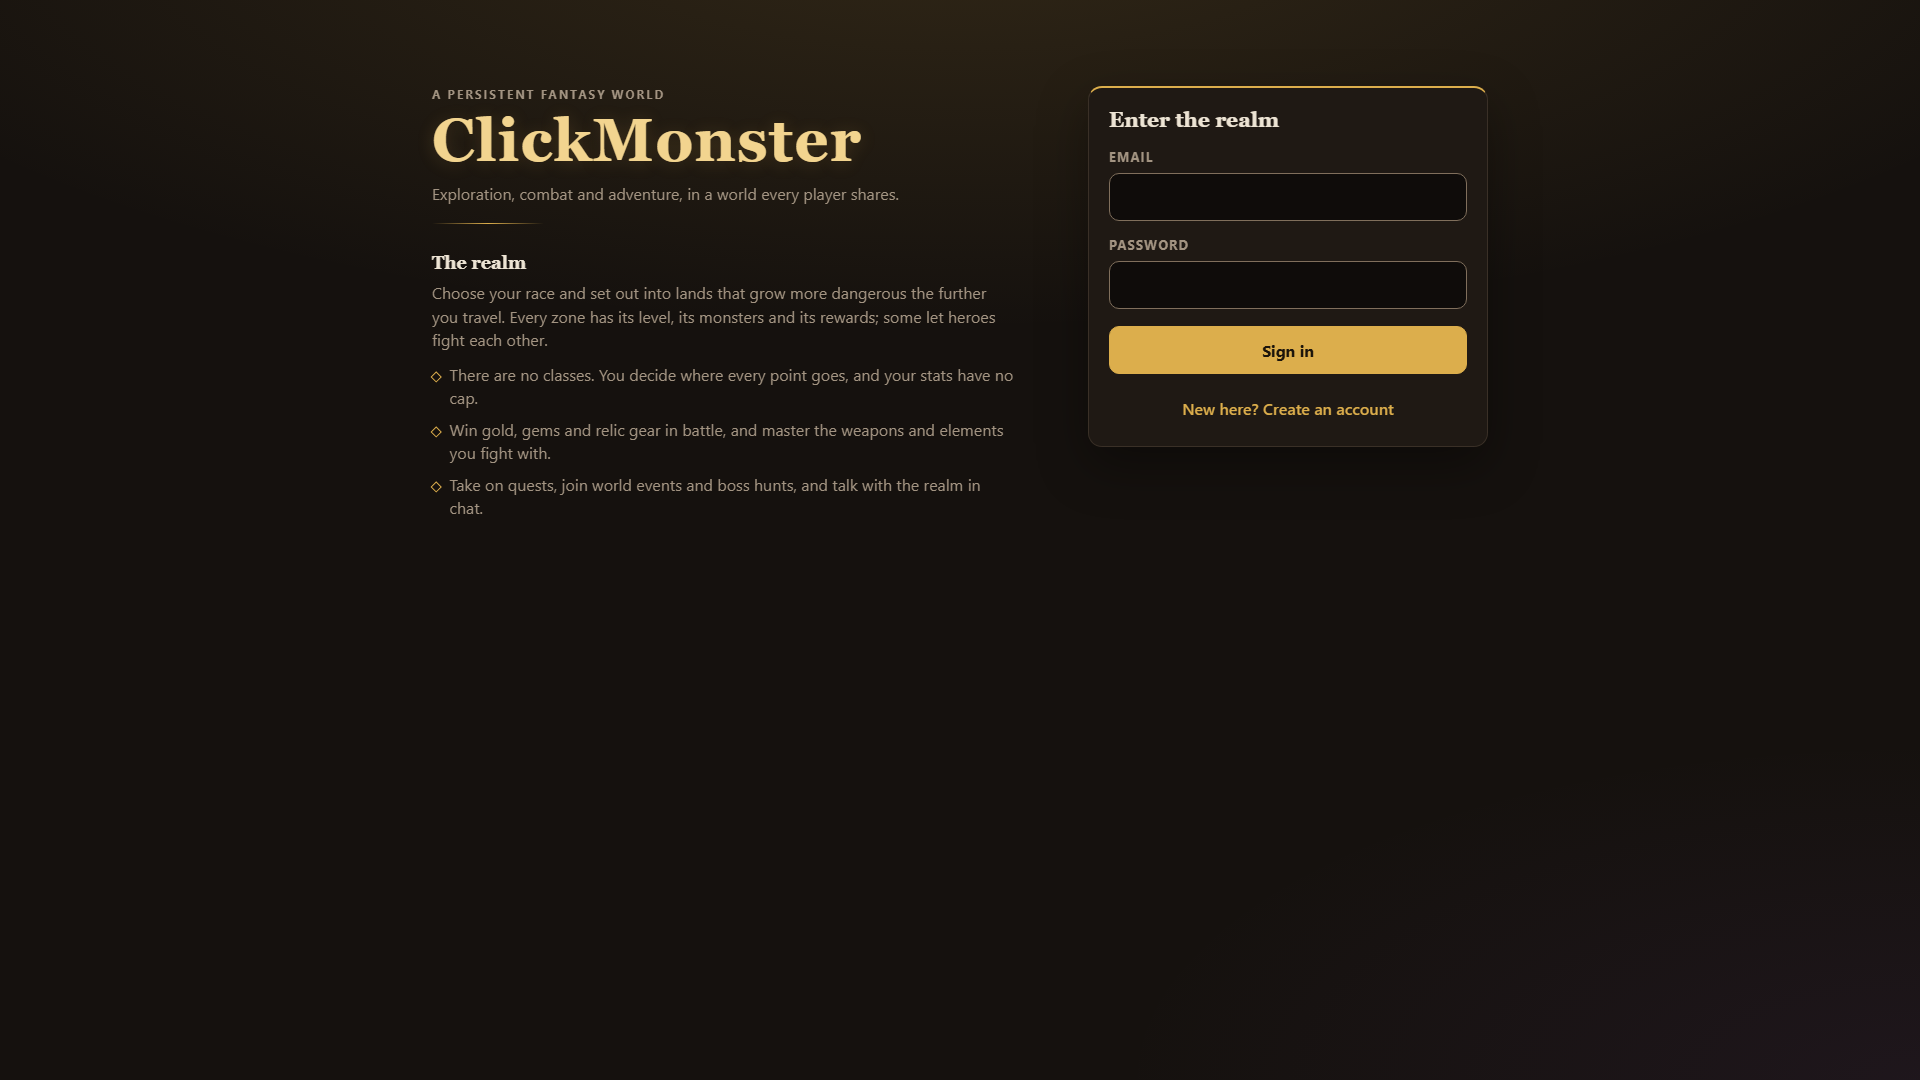 A PERSISTENT FANTASY WORLD
ClickMonster
Exploration, combat and adventure, in a world every player shares.
The realm
Choose your race and set out into lands that grow more dangerous the further
you travel. Every zone has its level, its monsters and its rewards; some let heroes
fight each other.
There are no classes. You decide where every point goes, and your stats have no
cap.
Win gold, gems and relic gear in battle, and master the weapons and elements
you fight with.
Take on quests, join world events and boss hunts, and talk with the realm in
chat.
Enter the realm
EMAIL
PASSWORD
Sign in
New here? Create an account